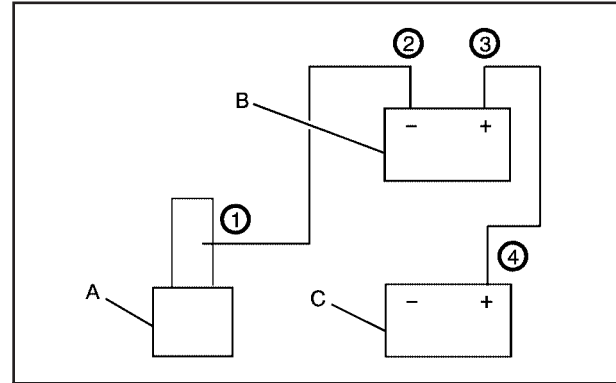 ② ③
B
− +
①
④
A
C
− +